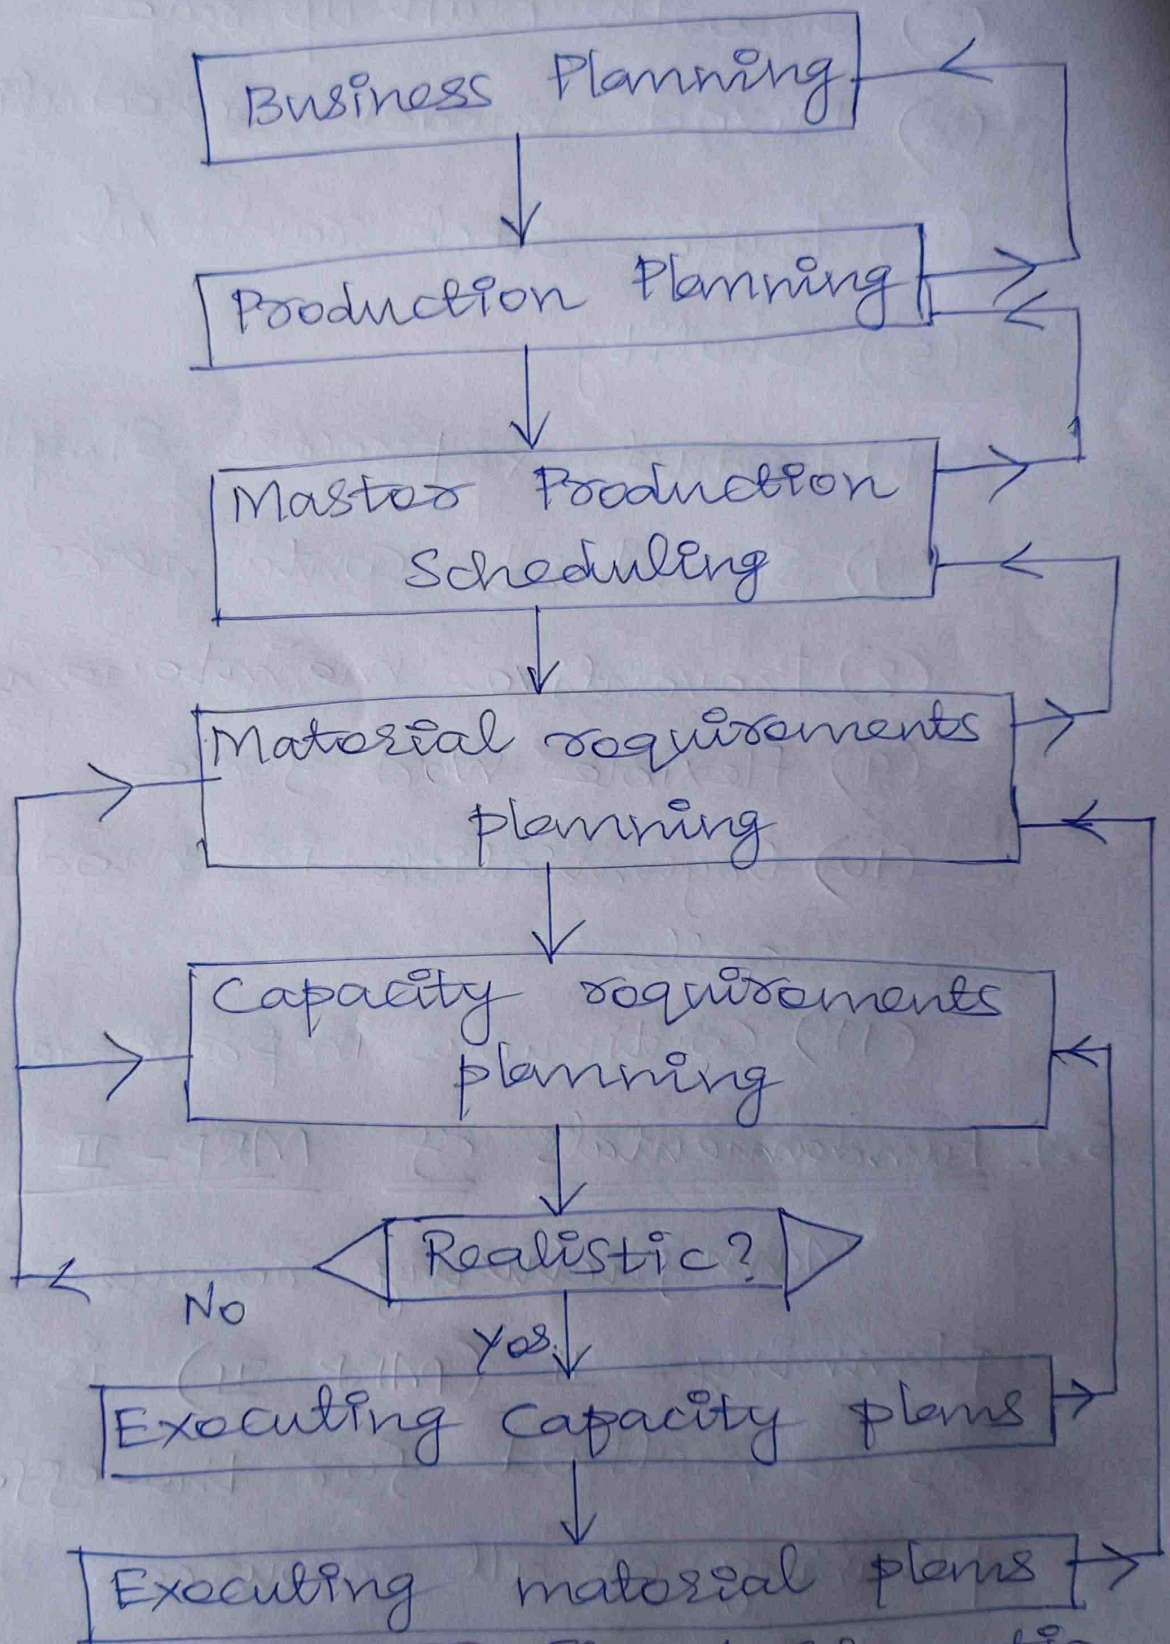 Business Planning
Production Planning
Master Production
Scheduling
Material requirements
planning
Capacity requirements
planning
Realistic?
No
Yes
Executing Capacity plans
Executing material plans